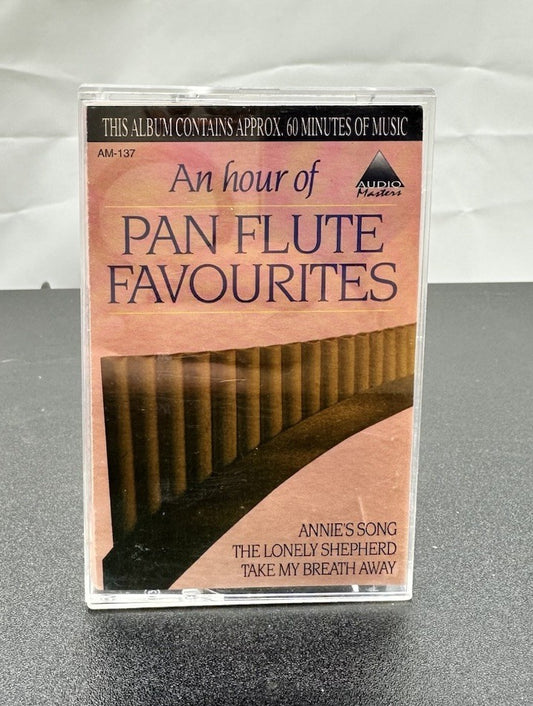 THIS ALBUM CONTAINS APPROX. 60 MINUTES OF MUSIC
AM-137
An hour of
AUDIO
Masters
PAN FLUTE
FAVOURITES
ANNIE'S SONG
THE LONELY SHEPHERD
TAKE MY BREATH AWAY